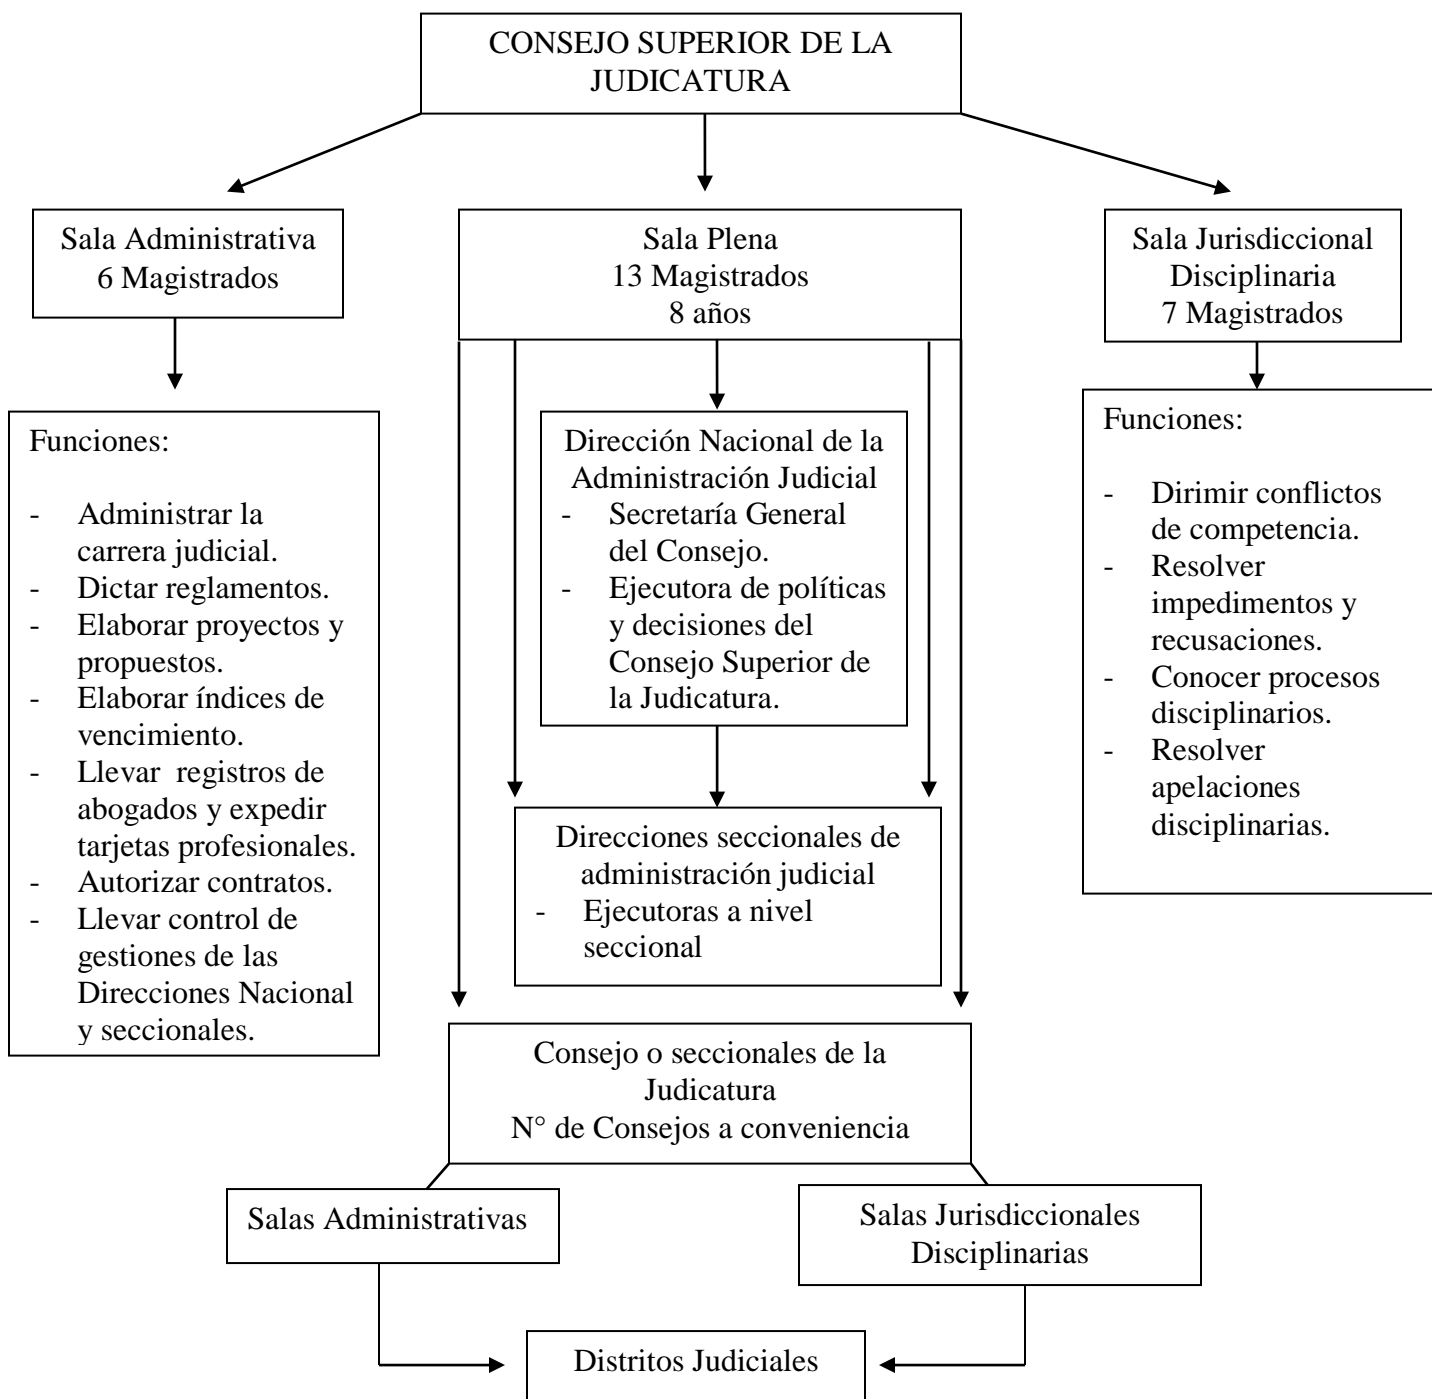 CONSEJO SUPERIOR DE LA
JUDICATURA
Sala Administrativa
6 Magistrados
Sala Plena
13 Magistrados
8 años
Sala Jurisdiccional
Disciplinaria
7 Magistrados
Funciones:
- Administrar la
carrera judicial.
- Dictar reglamentos.
- Elaborar proyectos y
propuestos.
- Elaborar índices de
vencimiento.
- Llevar registros de
abogados y expedir
tarjetas profesionales.
- Autorizar contratos.
- Llevar control de
gestiones de las
Direcciones Nacional
y seccionales.
Dirección Nacional de la
Administración Judicial
- Secretaría General
del Consejo.
- Ejecutora de políticas
y decisiones del
Consejo Superior de
la Judicatura.
Funciones:
- Dirimir conflictos
de competencia.
- Resolver
impedimentos y
recusaciones.
- Conocer procesos
disciplinarios.
- Resolver
apelaciones
disciplinarias.
Direcciones seccionales de
administración judicial
- Ejecutoras a nivel
seccional
Consejo o seccionales de la
Judicatura
N° de Consejos a conveniencia
Salas Administrativas
Salas Jurisdiccionales
Disciplinarias
Distritos Judiciales